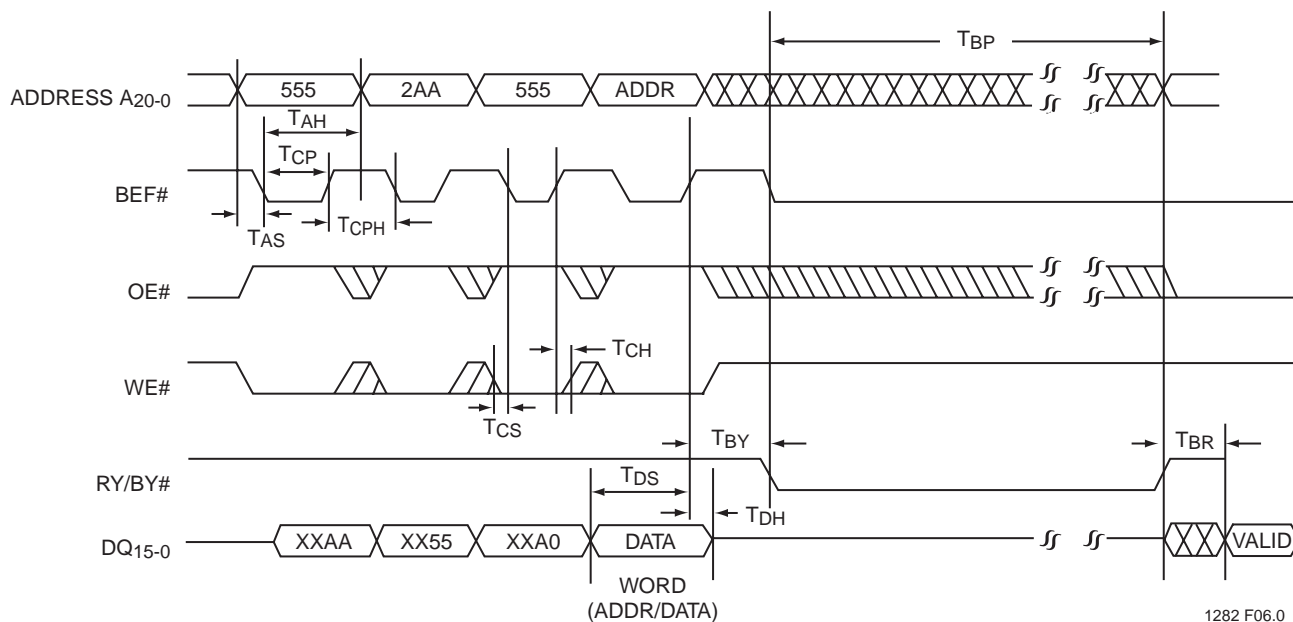 TBP
ADDRESS A20-0
555
2AA
555
ADDR
TAH
TCP
BEF#
TAS
TCPH
OE#
TCH
WE#
TCS
TBY
TBR
RY/BY#
TDS
TDH
DQ15-0
XXAA
XX55
XXA0
DATA
VALID
WORD
(ADDR/DATA)
1282 F06.0